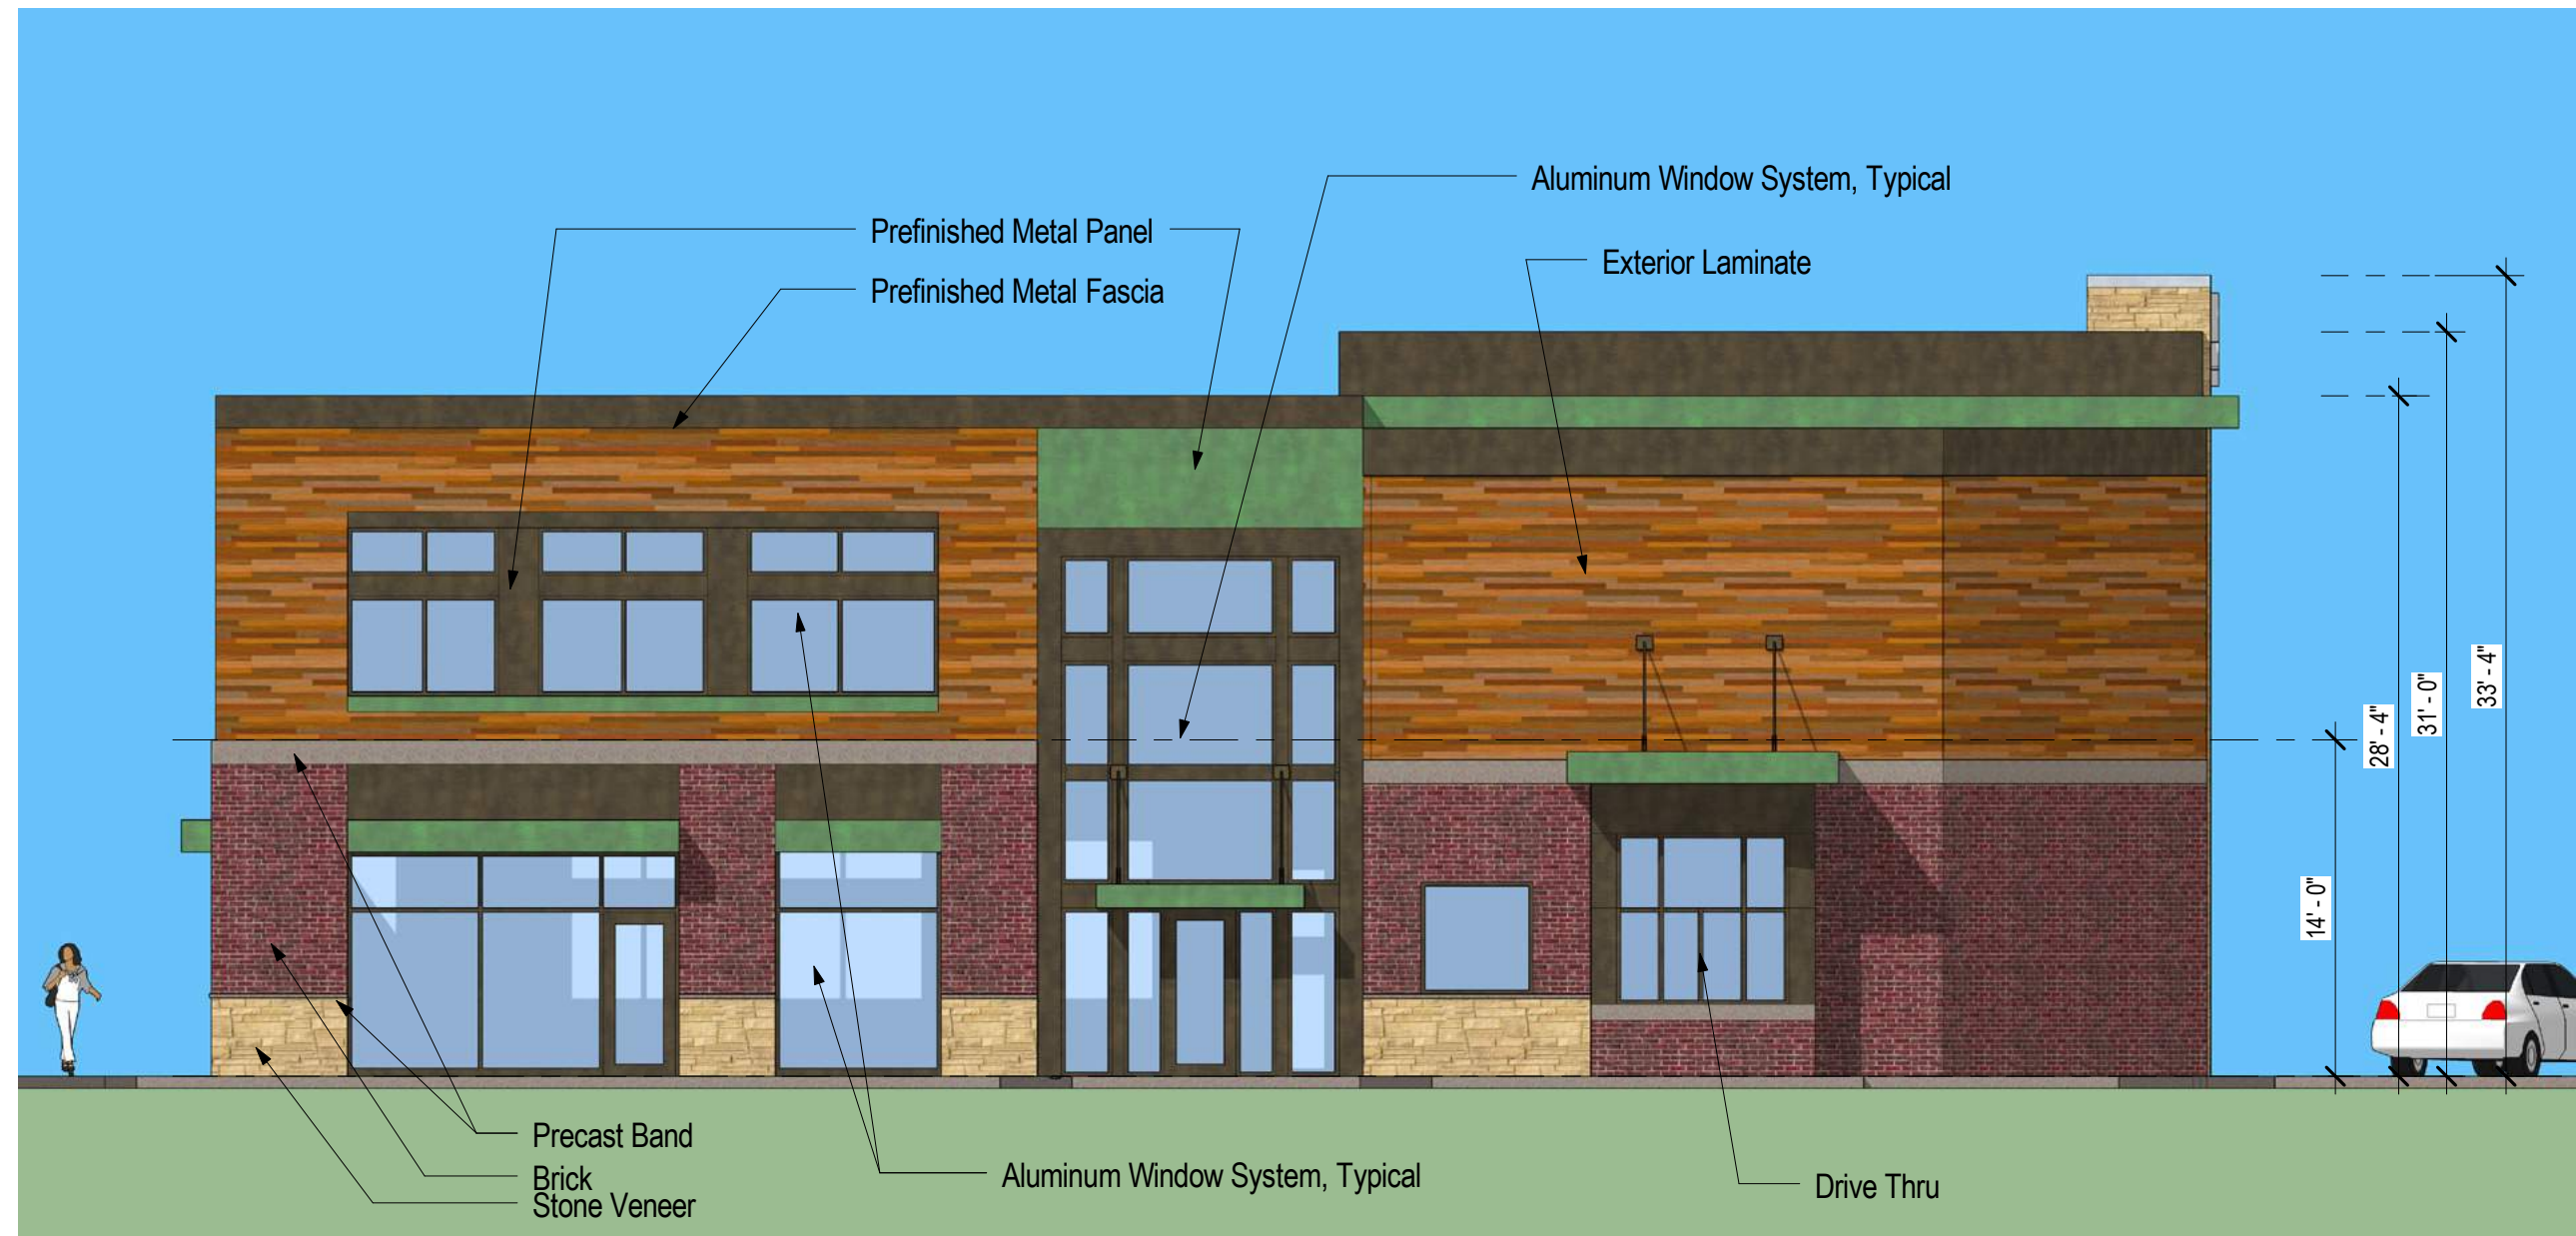 Aluminum Window System, Typical
Prefinished Metal Panel
Exterior Laminate
Prefinished Metal Fascia
33' - 4"
31' - 0"
28' - 4"
14' - 0"
Precast Band
Brick
Aluminum Window System, Typical
Drive Thru
Stone Veneer